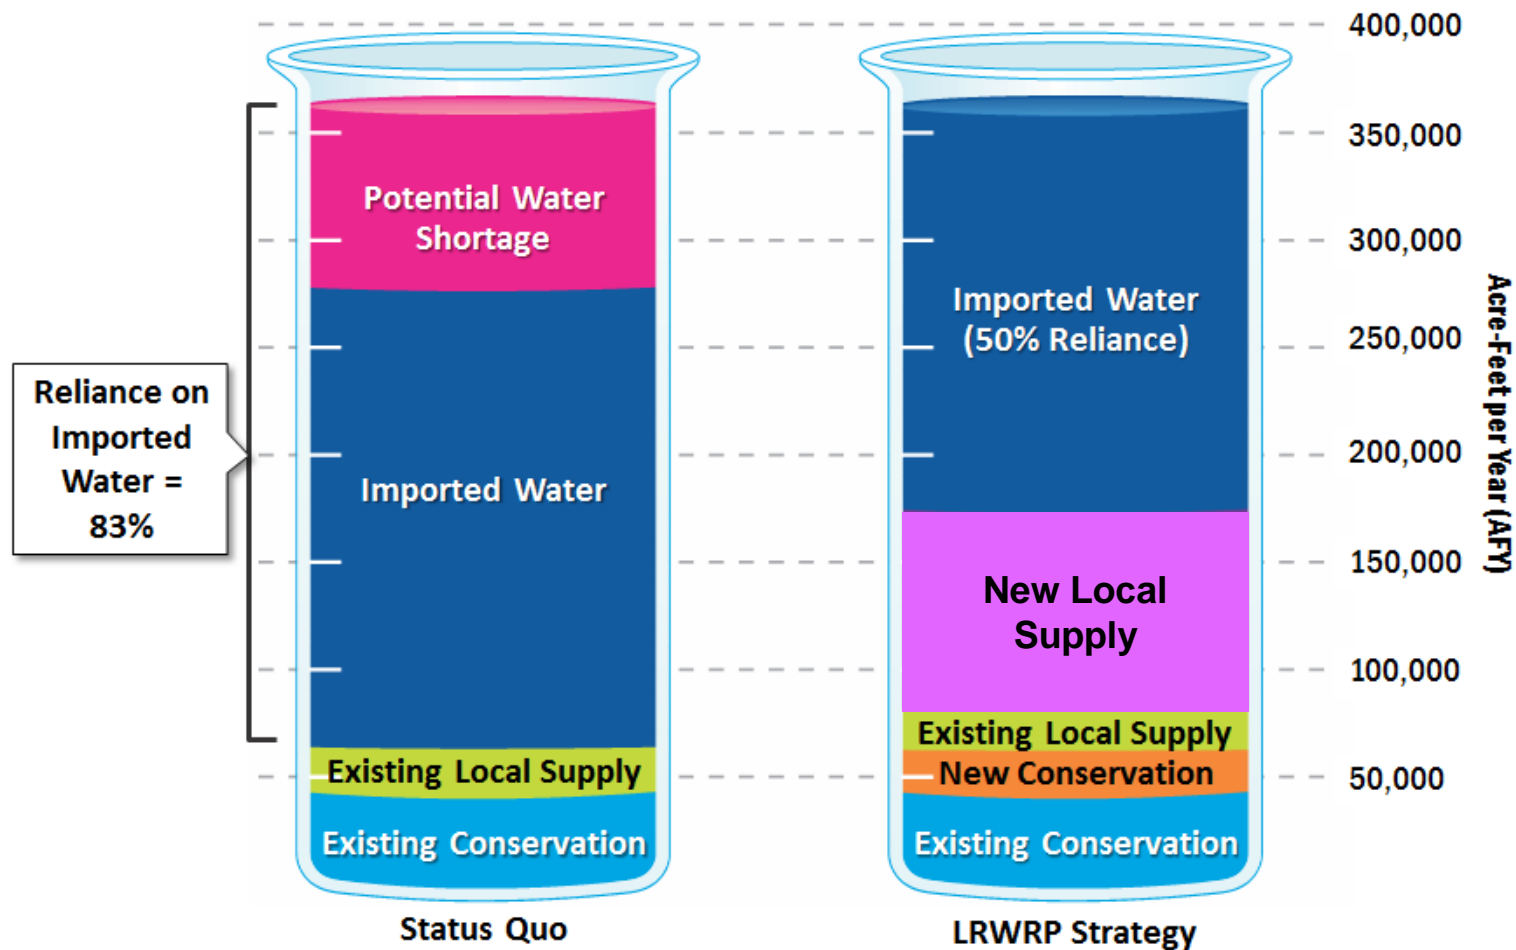 400,000
350,000
300,000
250,000
200,000
150,000
100,000
50,000
Acre-Feet per Year (AFY)
Reliance on
Imported
Water =
83%
Potential Water
Shortage
Imported Water
Existing Local Supply
Existing Conservation
Status Quo
Imported Water
(50% Reliance)
New Local
Supply
Existing Local Supply
New Conservation
Existing Conservation
LRWRP Strategy